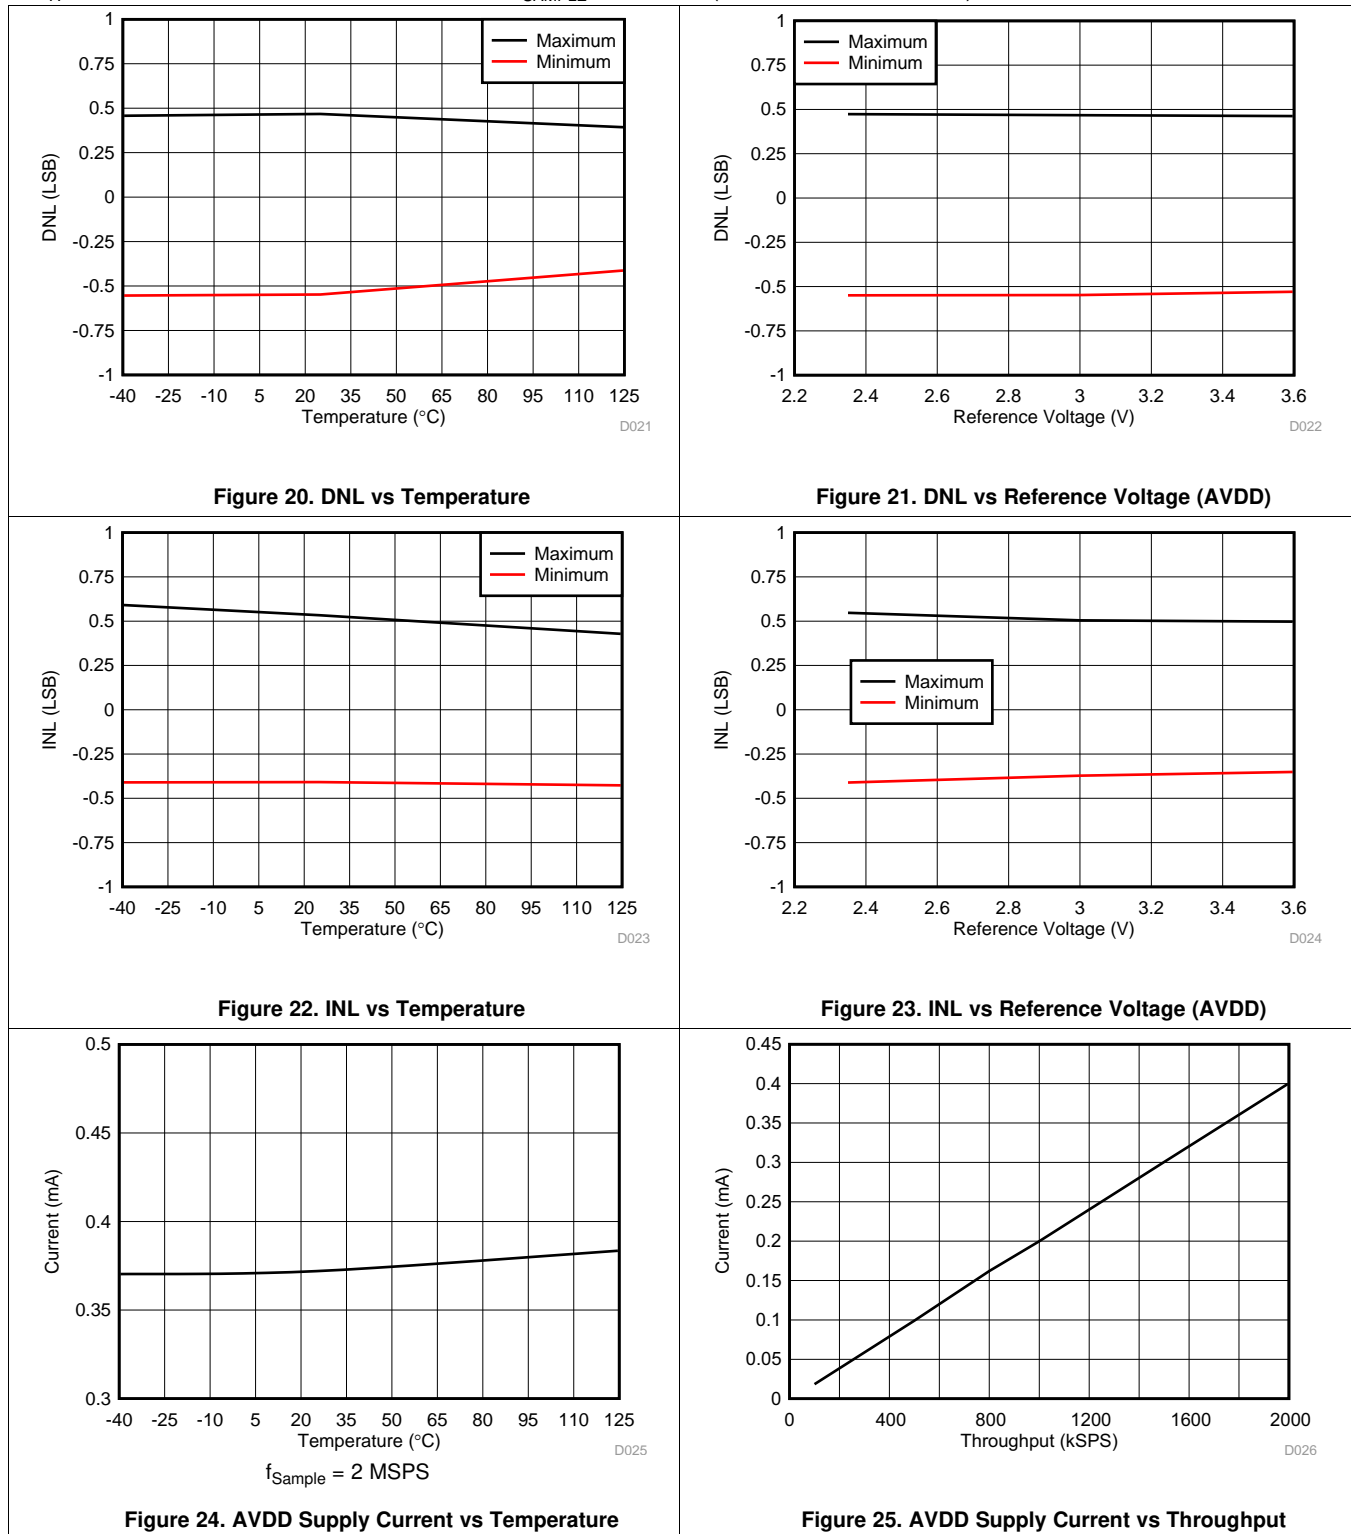 1
0.75
0.5
0.25
0
-0.25
-0.5
-0.75
-1
DNL (LSB)
Maximum
Minimum
-40 -25 -10 5 20 35 50 65 80 95 110 125
Temperature (°C)
D021
Figure 20. DNL vs Temperature
1
0.75
0.5
0.25
0
-0.25
-0.5
-0.75
-1
DNL (LSB)
Maximum
Minimum
2.2 2.4 2.6 2.8 3 3.2 3.4 3.6
Reference Voltage (V)
D022
Figure 21. DNL vs Reference Voltage (AVDD)
1
0.75
0.5
0.25
0
-0.25
-0.5
-0.75
-1
INL (LSB)
Maximum
Minimum
-40 -25 -10 5 20 35 50 65 80 95 110 125
Temperature (°C)
D023
Figure 22. INL vs Temperature
1
0.75
0.5
0.25
0
-0.25
-0.5
-0.75
-1
INL (LSB)
Maximum
Minimum
2.2 2.4 2.6 2.8 3 3.2 3.4 3.6
Reference Voltage (V)
D024
Figure 23. INL vs Reference Voltage (AVDD)
0.5
0.45
0.4
0.35
0.3
Current (mA)
-40 -25 -10 5 20 35 50 65 80 95 110 125
Temperature (°C)
D025
fSample = 2 MSPS
Figure 24. AVDD Supply Current vs Temperature
0.45
0.4
0.35
0.3
0.25
0.2
0.15
0.1
0.05
0
Current (mA)
0 400 800 1200 1600 2000
Throughput (kSPS)
D026
Figure 25. AVDD Supply Current vs Throughput